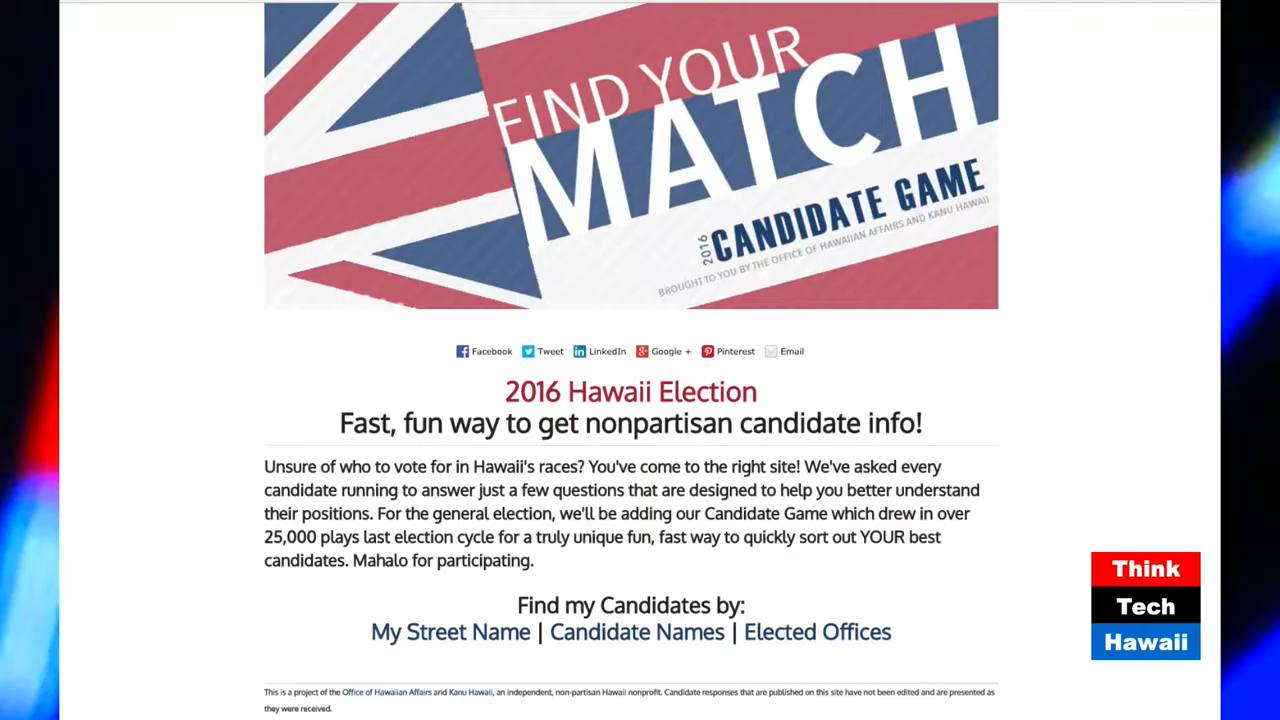 FIND YOUR
MATCH
2016 CANDIDATE GAME
BROUGHT TO YOU BY THE OFFICE OF HAWAIIAN AFFAIRS AND KANU HAWAII
Facebook Tweet LinkedIn Google + Pinterest Email
2016 Hawaii Election
Fast, fun way to get nonpartisan candidate info!
Unsure of who to vote for in Hawaii's races? You've come to the right site! We've asked every
candidate running to answer just a few questions that are designed to help you better understand
their positions. For the general election, we'll be adding our Candidate Game which drew in over
25,000 plays last election cycle for a truly unique fun, fast way to quickly sort out YOUR best
candidates. Mahalo for participating.
Find my Candidates by:
My Street Name | Candidate Names | Elected Offices
This is a project of the Office of Hawaiian Affairs and Kanu Hawaii, an independent, non-partisan Hawaii nonprofit. Candidate responses that are published on this site have not been edited and are presented as
they were received.
Think
Tech
Hawaii